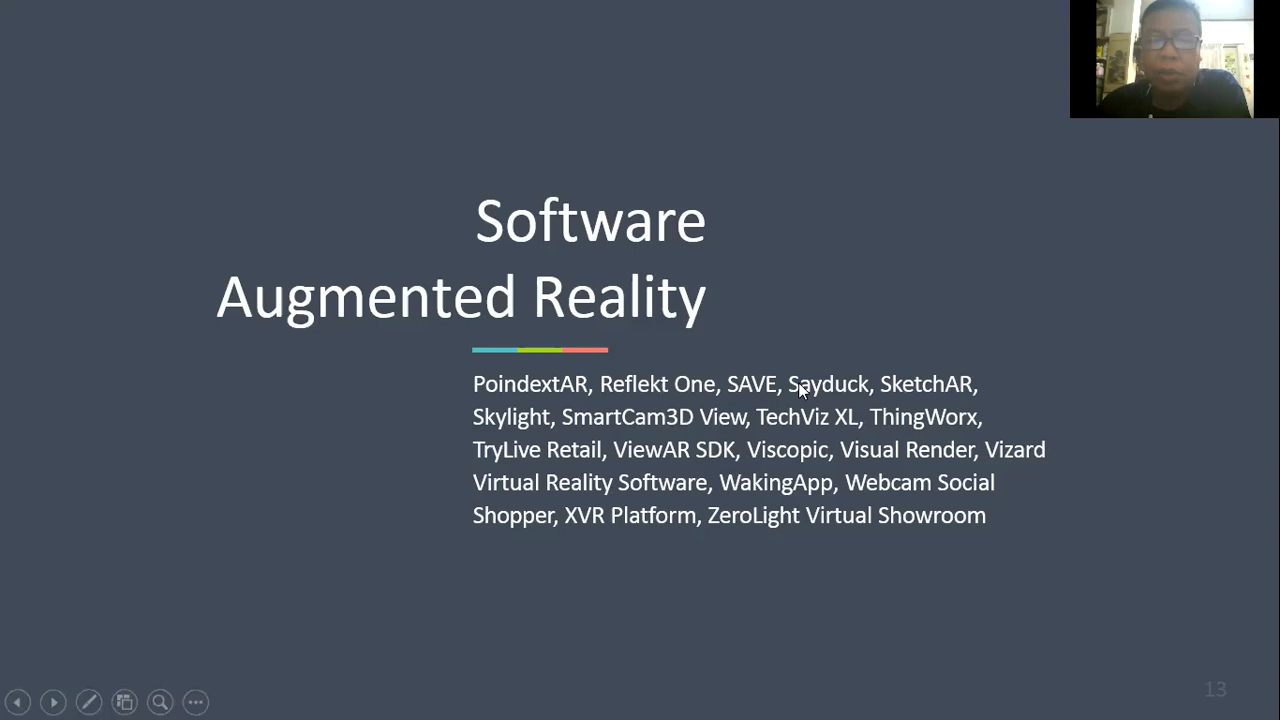 Software
Augmented Reality
PoindextAR, Reflekt One, SAVE, Sayduck, SketchAR,
Skylight, SmartCam3D View, TechViz XL, ThingWorx,
TryLive Retail, ViewAR SDK, Viscopic, Visual Render, Vizard
Virtual Reality Software, WakingApp, Webcam Social
Shopper, XVR Platform, ZeroLight Virtual Showroom
13